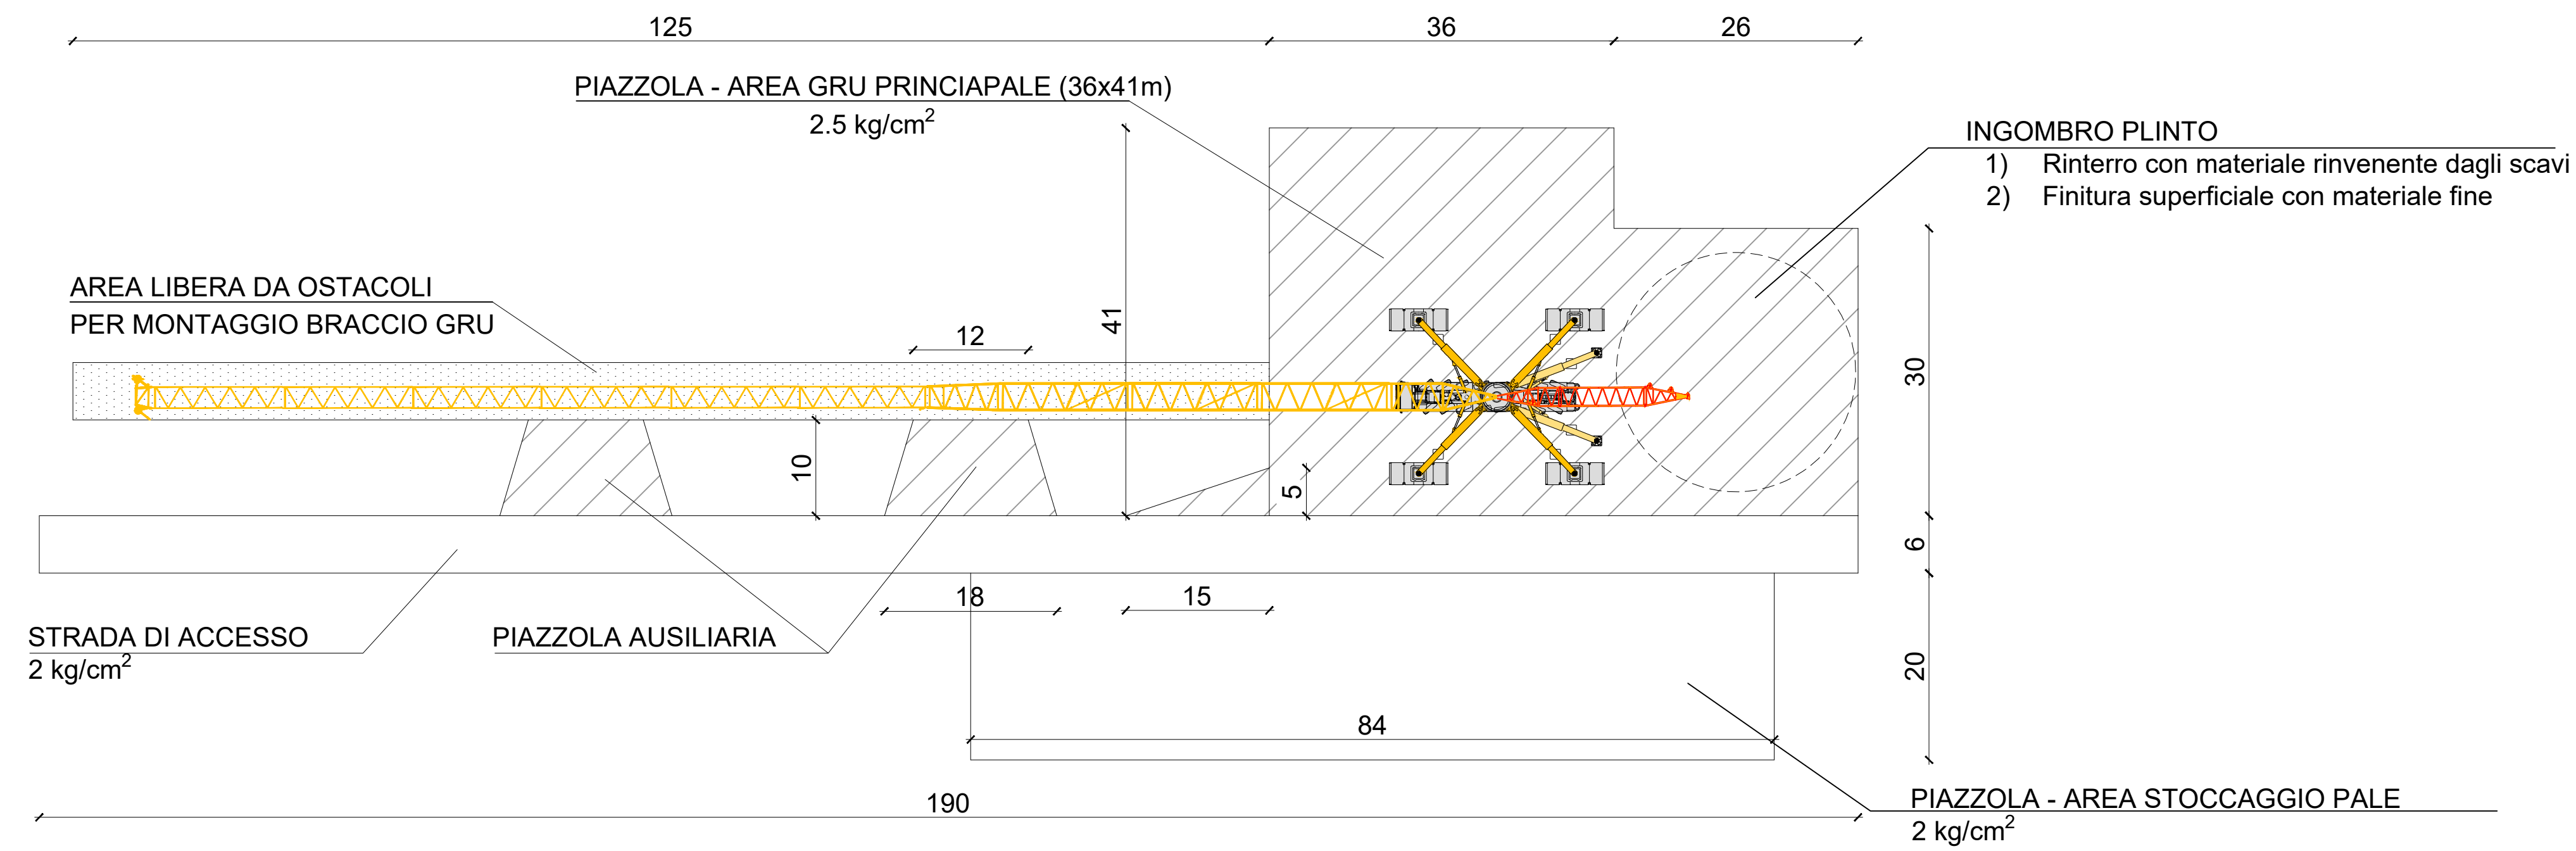 125
36
26
PIAZZOLA - AREA GRU PRINCIAPALE (36x41m)
2.5 kg/cm²
INGOMBRO PLINTO
1) Rinterro con materiale rinvenente dagli scavi
2) Finitura superficiale con materiale fine
AREA LIBERA DA OSTACOLI
PER MONTAGGIO BRACCIO GRU
12
41
30
10
5
6
18
15
STRADA DI ACCESSO
2 kg/cm²
PIAZZOLA AUSILIARIA
20
84
190
PIAZZOLA - AREA STOCCAGGIO PALE
2 kg/cm²